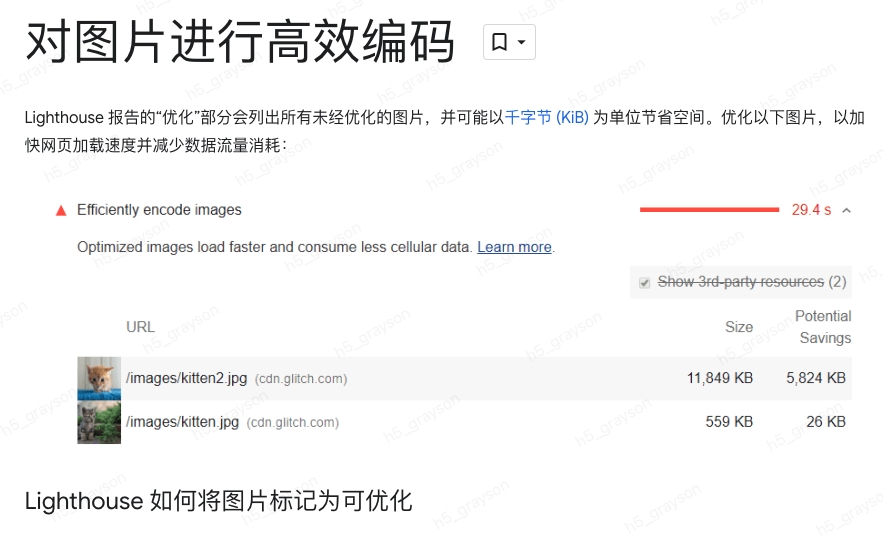 对图片进行高效编码
Lighthouse 报告的“优化”部分会列出所有未经优化的图片，并可能以千字节 (KiB) 为单位节省空间。优化以下图片，以加
快网页加载速度并减少数据流量消耗：
Efficiently encode images 29.4 s
Optimized images load faster and consume less cellular data. Learn more.
Show 3rd-party resources (2)
URL Size Potential Savings
/images/kitten2.jpg (cdn.glitch.com) 11,849 KB 5,824 KB
/images/kitten.jpg (cdn.glitch.com) 559 KB 26 KB
Lighthouse 如何将图片标记为可优化
h5_grayson